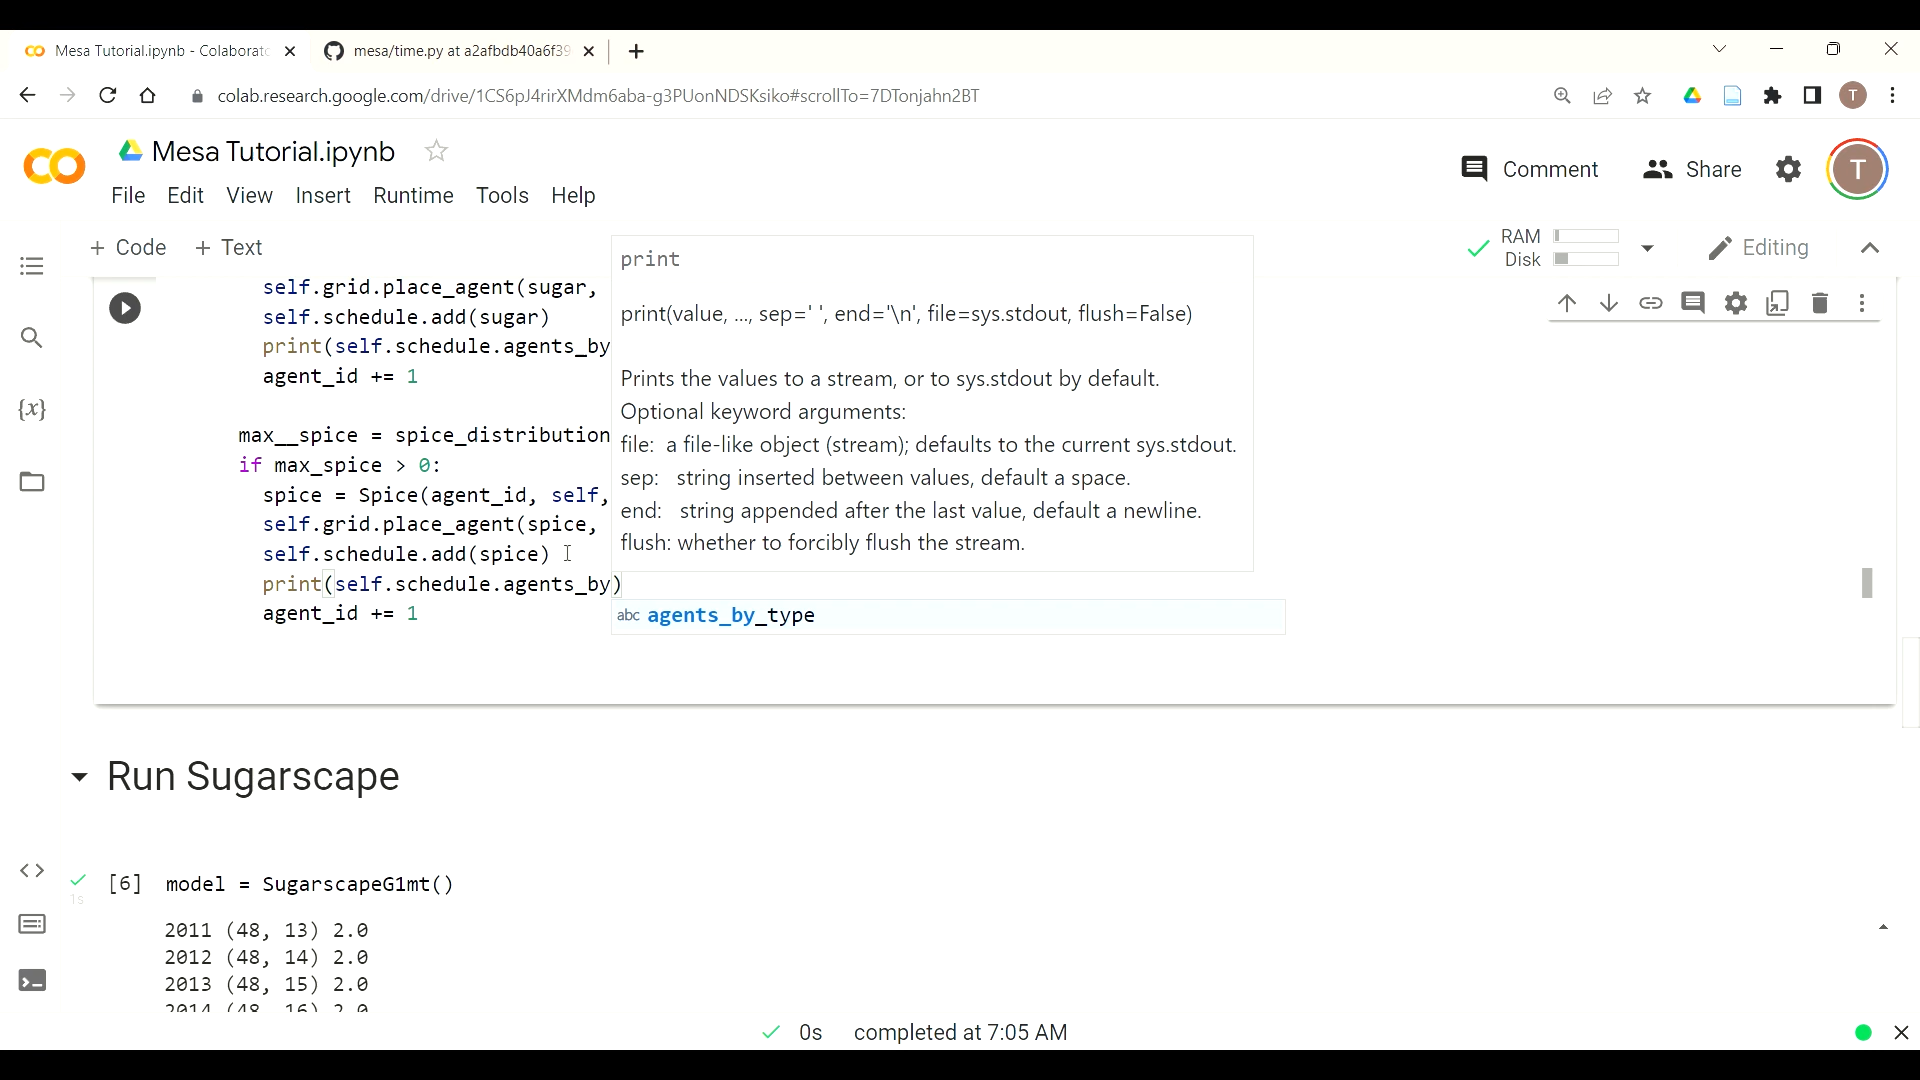 Mesa Tutorial.ipynb - Colaborato
mesa/time.py at a2afbdb40a6f39
colab.research.google.com/drive/1CS6pJ4rirXMdm6aba-g3PUonNDSKsiko#scrollTo=7DTonjahn2BT
T
Mesa Tutorial.ipynb
File Edit View Insert Runtime Tools Help
Comment
Share
T
+ Code + Text
RAM
Disk
Editing
self.grid.place_agent(sugar,
self.schedule.add(sugar)
print(self.schedule.agents_by
agent_id += 1
max__spice = spice_distribution
if max_spice > 0:
spice = Spice(agent_id, self,
self.grid.place_agent(spice,
self.schedule.add(spice)
print(self.schedule.agents_by)
agent_id += 1
print
print(value, ..., sep=' ', end='\n', file=sys.stdout, flush=False)
Prints the values to a stream, or to sys.stdout by default.
Optional keyword arguments:
file: a file-like object (stream); defaults to the current sys.stdout.
sep: string inserted between values, default a space.
end: string appended after the last value, default a newline.
flush: whether to forcibly flush the stream.
abc agents_by_type
{x}
Run Sugarscape
1s
[6] model = SugarscapeG1mt()
2011 (48, 13) 2.0
2012 (48, 14) 2.0
2013 (48, 15) 2.0
2014 (48, 16) 2.0
0s completed at 7:05 AM